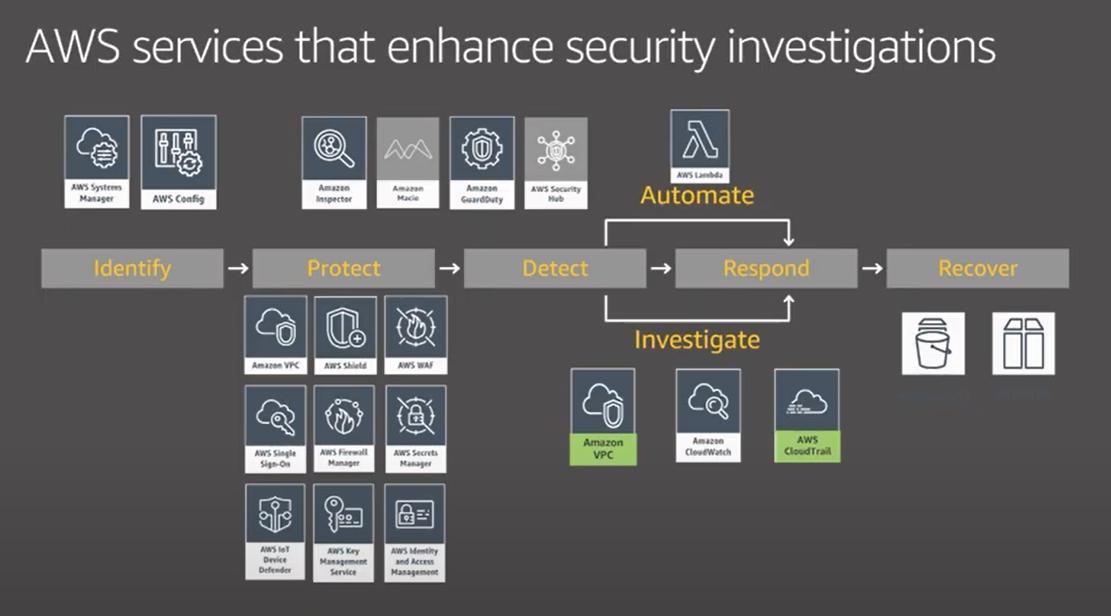 AWS services that enhance security investigations
AWS Systems
Manager
AWS Config
Amazon
Inspector
Amazon
Macie
Amazon
GuardDuty
AWS Security
Hub
AWS Lambda
Automate
Identify
Protect
Detect
Respond
Recover
Investigate
Amazon VPC
AWS Shield
AWS WAF
AWS Single
Sign-On
AWS Firewall
Manager
AWS Secrets
Manager
AWS IoT
Device
Defender
AWS Key
Management
Service
AWS Identity
and Access
Management
Amazon
VPC
Amazon
CloudWatch
AWS
CloudTrail